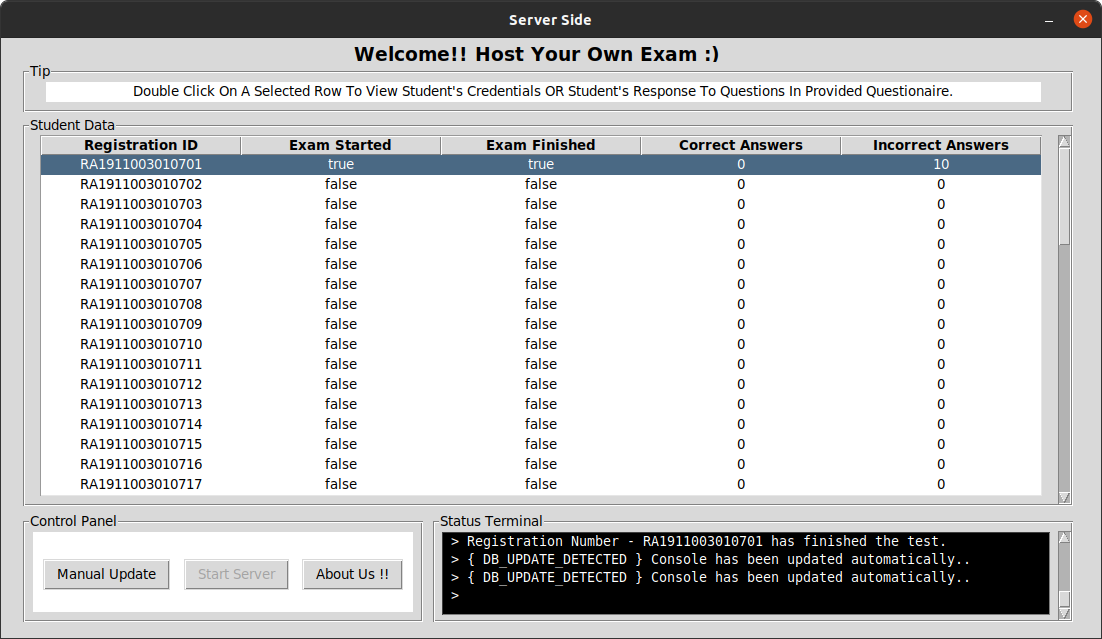 Server Side
Welcome!! Host Your Own Exam :)
Tip
Double Click On A Selected Row To View Student's Credentials OR Student's Response To Questions In Provided Questionaire.
Student Data
Registration ID Exam Started Exam Finished Correct Answers Incorrect Answers
RA1911003010701 true true 0 10
RA1911003010702 false false 0 0
RA1911003010703 false false 0 0
RA1911003010704 false false 0 0
RA1911003010705 false false 0 0
RA1911003010706 false false 0 0
RA1911003010707 false false 0 0
RA1911003010708 false false 0 0
RA1911003010709 false false 0 0
RA1911003010710 false false 0 0
RA1911003010711 false false 0 0
RA1911003010712 false false 0 0
RA1911003010713 false false 0 0
RA1911003010714 false false 0 0
RA1911003010715 false false 0 0
RA1911003010716 false false 0 0
RA1911003010717 false false 0 0
Control Panel
Manual Update Start Server About Us !!
Status Terminal
> Registration Number - RA1911003010701 has finished the test.
> { DB_UPDATE_DETECTED } Console has been updated automatically..
> { DB_UPDATE_DETECTED } Console has been updated automatically..
>